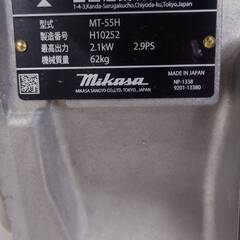 1-4-3,Kanda-Sarugakucho,Chiyoda-ku,Tokyo,Japan
型式 MT-55H
製造番号 H10252
最高出力 2.1kW 2.9PS
機械質量 62kg
mikasa
MADE IN JAPAN
MIKASA SANGYO CO.,LTD. TOKYO, JAPAN
NP-1338
9201-13380